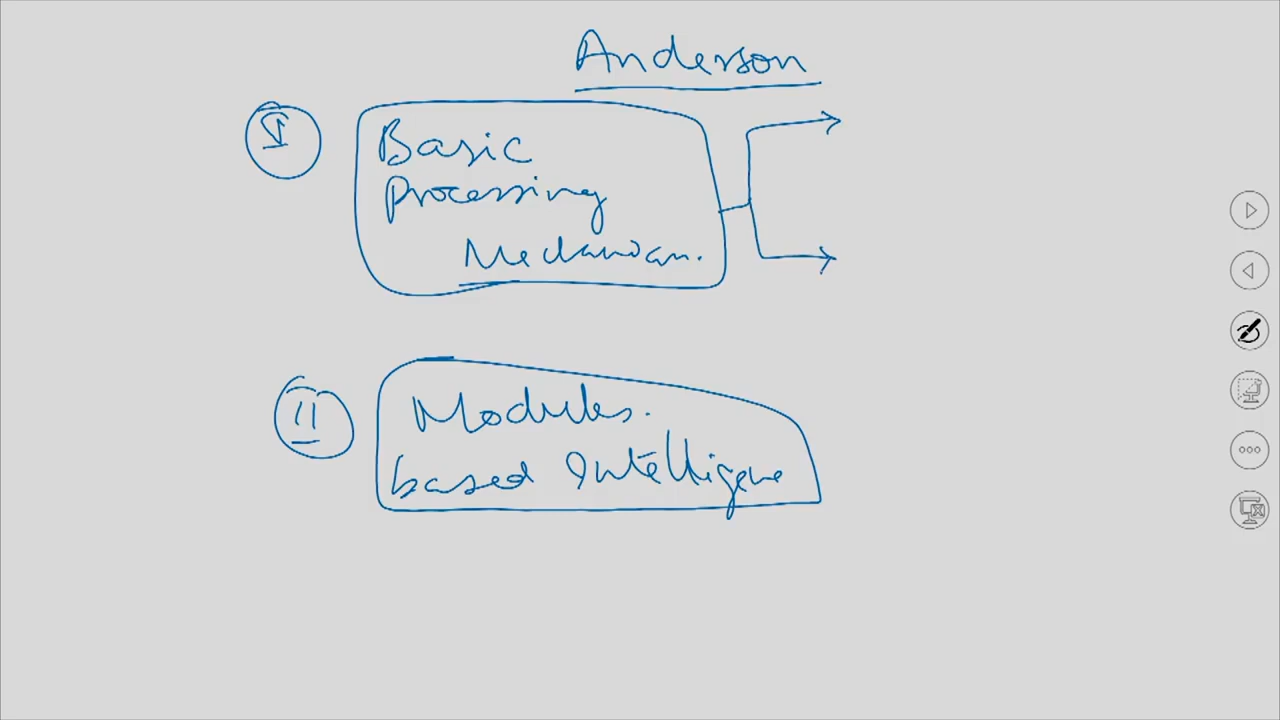 Anderson
I
Basic
Processing
Mechanism.
II
Modules.
based Intelligence